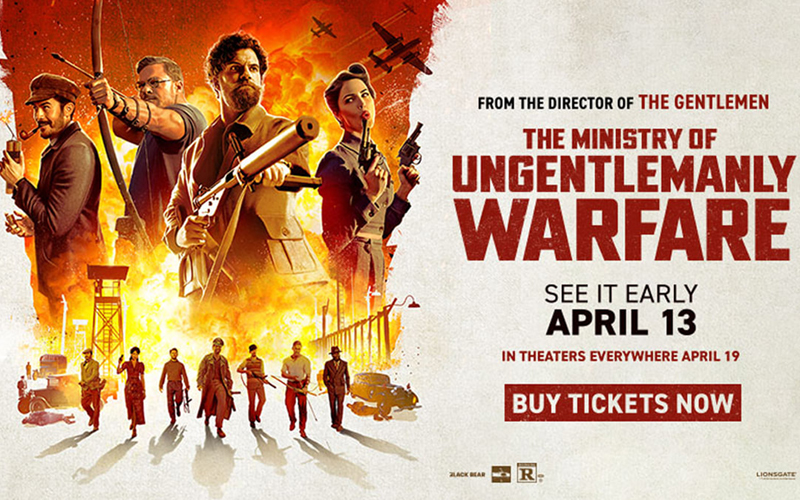 FROM THE DIRECTOR OF THE GENTLEMEN
THE MINISTRY OF
UNGENTLEMANLY
WARFARE
SEE IT EARLY
APRIL 13
IN THEATERS EVERYWHERE APRIL 19
BUY TICKETS NOW
BLACK BEAR
R
LIONSGATE